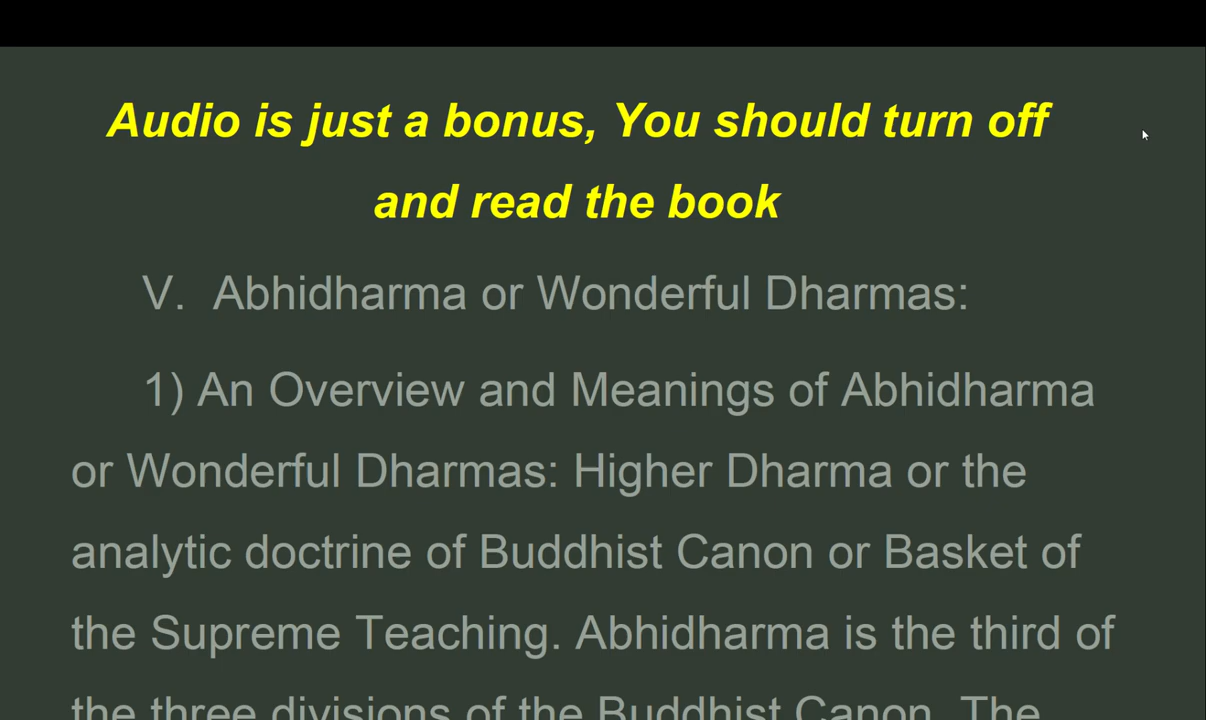 Audio is just a bonus, You should turn off
and read the book
V. Abhidharma or Wonderful Dharmas:
1) An Overview and Meanings of Abhidharma
or Wonderful Dharmas: Higher Dharma or the
analytic doctrine of Buddhist Canon or Basket of
the Supreme Teaching. Abhidharma is the third of
the three divisions of the Buddhist Canon. The